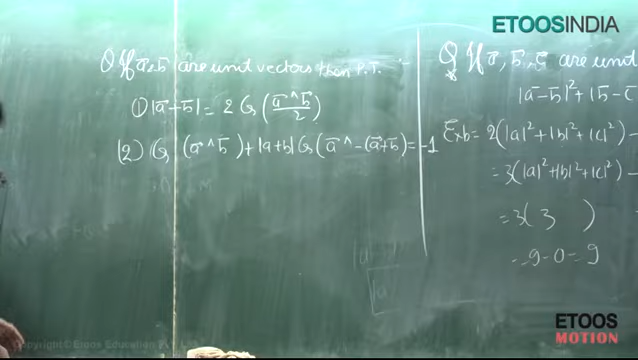 ETOOSINDIA
Q If a̅, b̅ are unit vectors then P.T.
1) |a̅-b̅| = 2 Cos (a̅^b̅/2)
(2) Cos (a̅^b̅) + |a+b| Cos (a̅^-(a̅+b̅)) = -1
Q If a̅, b̅, c̅ are unit
|a̅-b̅|²+|b̅-c̅
Exp = 2(|a|²+|b|²+|c|²) -
= 3(|a|²+|b|²+|c|²) -
= 3(3 )
= 9-0 = 9
|a
|a|
ETOOS
MOTION
Copyright © Etoos Education Pvt. Ltd.